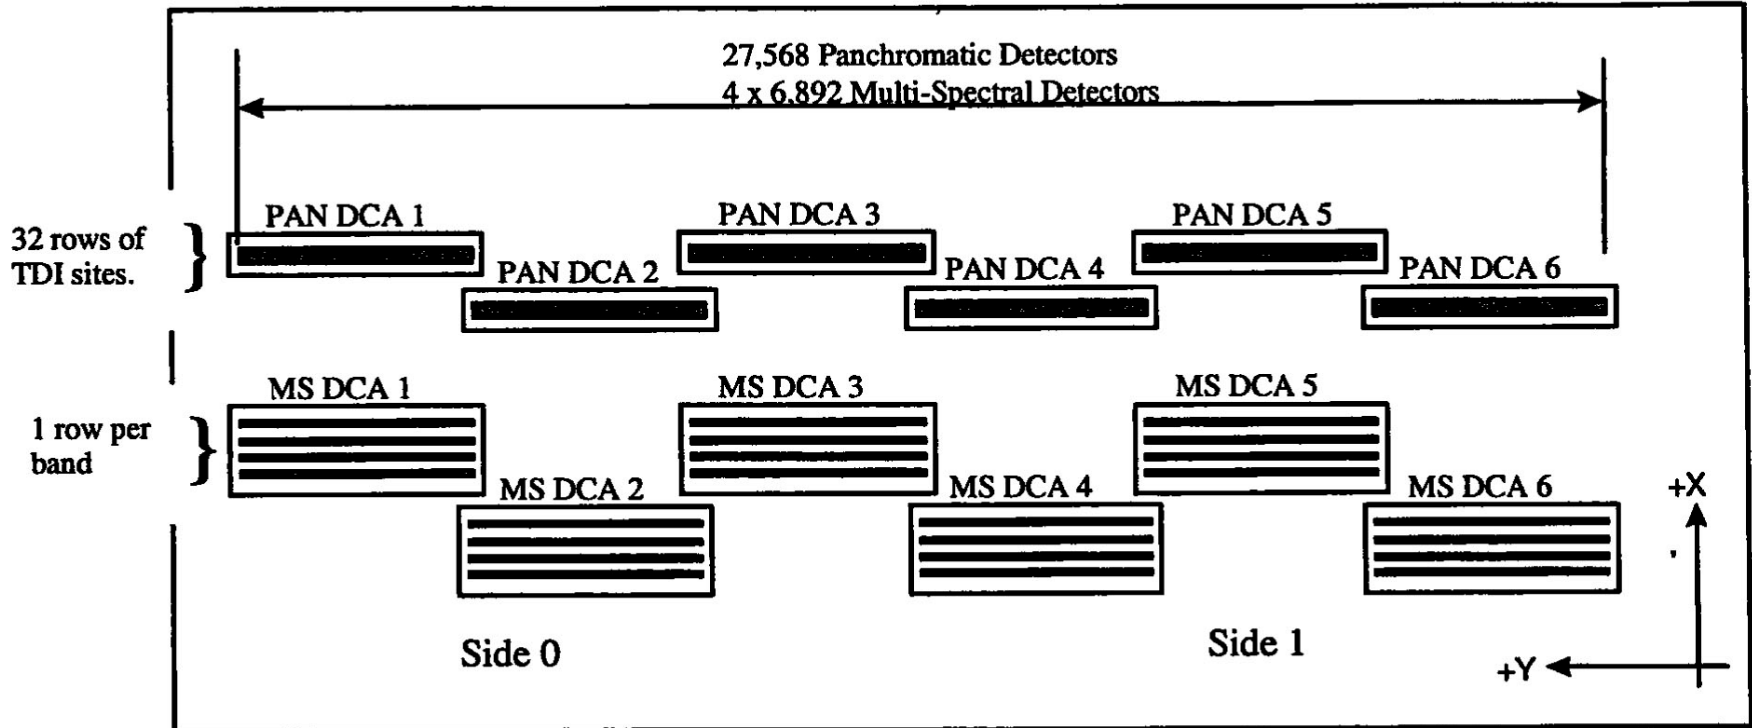 27,568 Panchromatic Detectors
4 x 6,892 Multi-Spectral Detectors
PAN DCA 1
PAN DCA 3
PAN DCA 5
32 rows of
TDI sites.
PAN DCA 2
PAN DCA 4
PAN DCA 6
MS DCA 1
MS DCA 3
MS DCA 5
1 row per
band
MS DCA 2
MS DCA 4
MS DCA 6
+X
Side 0
Side 1
+Y